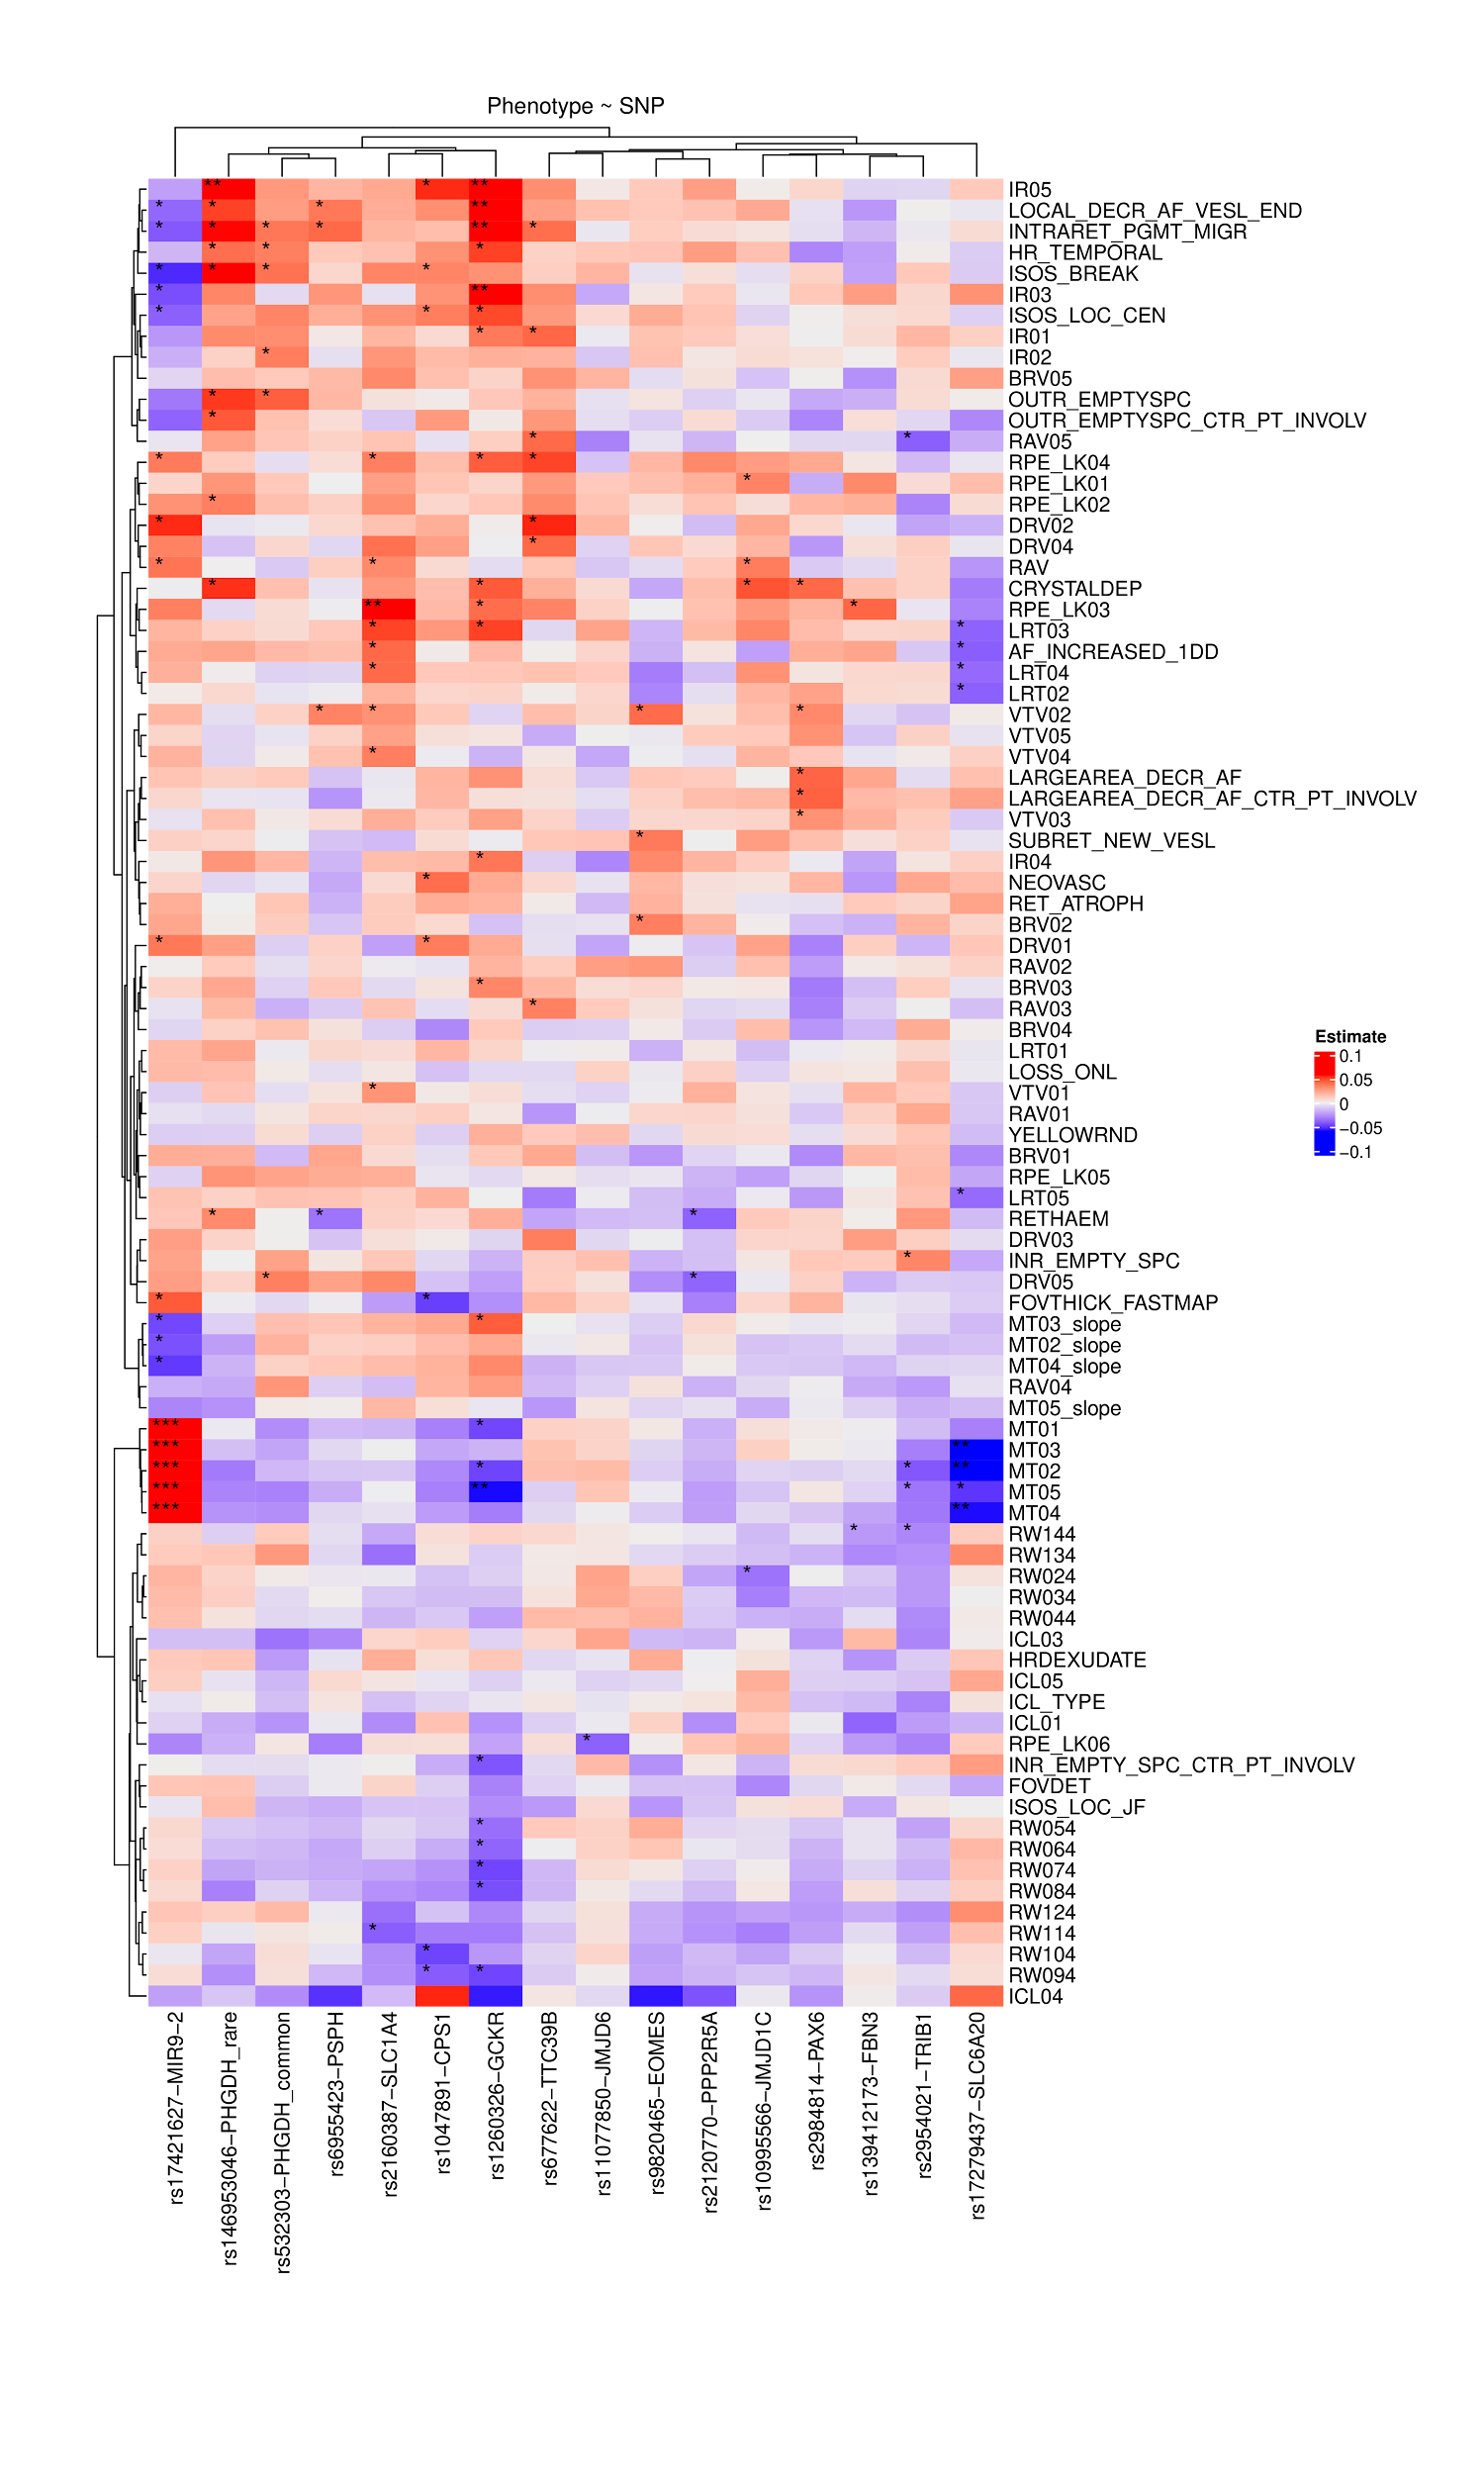 Phenotype ~ SNP
** * ** IR05
* * * ** LOCAL_DECR_AF_VESL_END
* * * * ** * INTRARET_PGMT_MIGR
* * * HR_TEMPORAL
* * * * ISOS_BREAK
* ** IR03
* * * ISOS_LOC_CEN
* * IR01
* IR02
BRV05
* * OUTR_EMPTYSPC
* OUTR_EMPTYSPC_CTR_PT_INVOLV
* * RAV05
* * * * RPE_LK04
* RPE_LK01
* RPE_LK02
* * DRV02
* DRV04
* * * RAV
* * * * CRYSTALDEP
** * * RPE_LK03
* * * LRT03
* * AF_INCREASED_1DD
* * LRT04
* LRT02
* * * * VTV02
VTV05
* VTV04
* LARGEAREA_DECR_AF
* LARGEAREA_DECR_AF_CTR_PT_INVOLV
* VTV03
* SUBRET_NEW_VESL
* IR04
* NEOVASC
RET_ATROPH
* BRV02
* * DRV01
RAV02
* BRV03
* RAV03
BRV04
LRT01
LOSS_ONL
* VTV01
RAV01
YELLOWRND
BRV01
RPE_LK05
* LRT05
* * * RETHAEM
DRV03
* INR_EMPTY_SPC
* * DRV05
* * FOVTHICK_FASTMAP
* * MT03_slope
* MT02_slope
* MT04_slope
RAV04
MT05_slope
*** * MT01
*** ** MT03
*** * * ** MT02
*** ** * * MT05
*** ** MT04
* * RW144
RW134
* RW024
RW034
RW044
ICL03
HRDEXUDATE
ICL05
ICL_TYPE
ICL01
* RPE_LK06
* INR_EMPTY_SPC_CTR_PT_INVOLV
FOVDET
ISOS_LOC_JF
* RW054
* RW064
* RW074
* RW084
RW124
* RW114
* RW104
* * RW094
ICL04
rs17421627−MIR9−2
rs146953046−PHGDH_rare
rs532303−PHGDH_common
rs6955423−PSPH
rs2160387−SLC1A4
rs1047891−CPS1
rs1260326−GCKR
rs677622−TTC39B
rs11077850−JMJD6
rs9820465−EOMES
rs2120770−PPP2R5A
rs10995566−JMJD1C
rs2984814−PAX6
rs139412173−FBN3
rs2954021−TRIB1
rs17279437−SLC6A20
Estimate
0.1
0.05
0
−0.05
−0.1